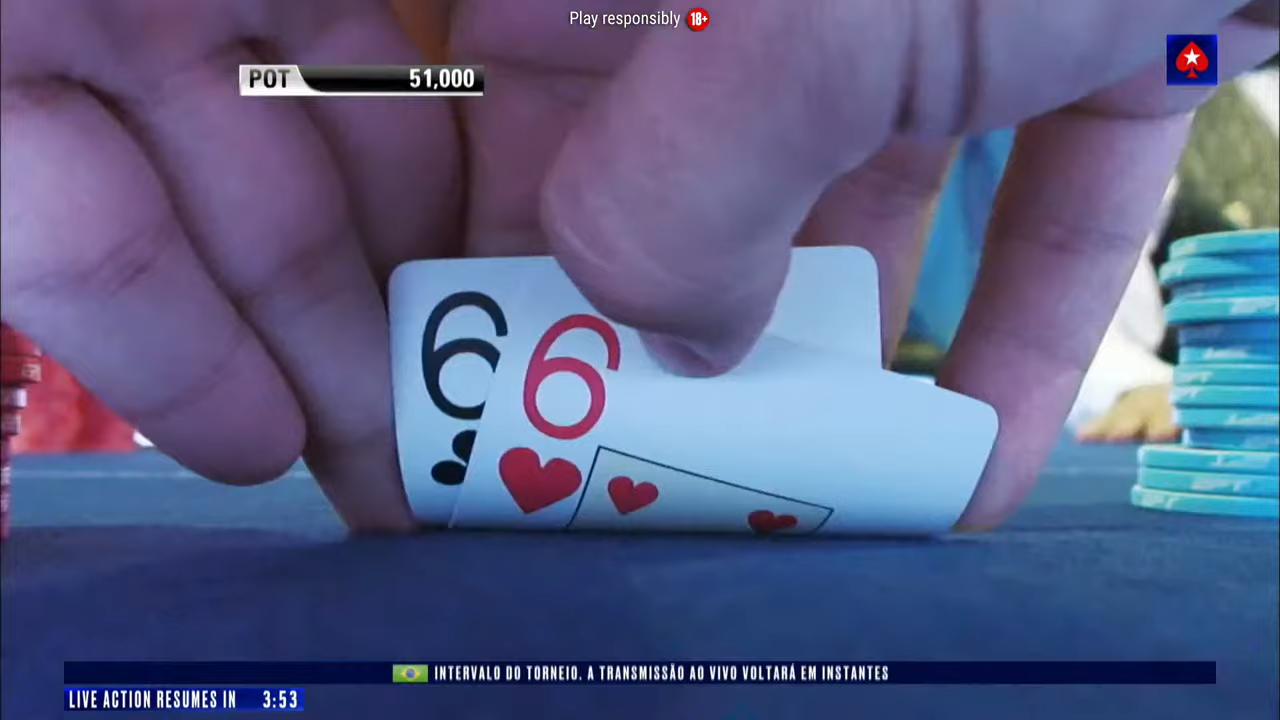 Play responsibly 18+
POT 51,000
6 6
INTERVALO DO TORNEIO. A TRANSMISSÃO AO VIVO VOLTARÁ EM INSTANTES
LIVE ACTION RESUMES IN 3:53